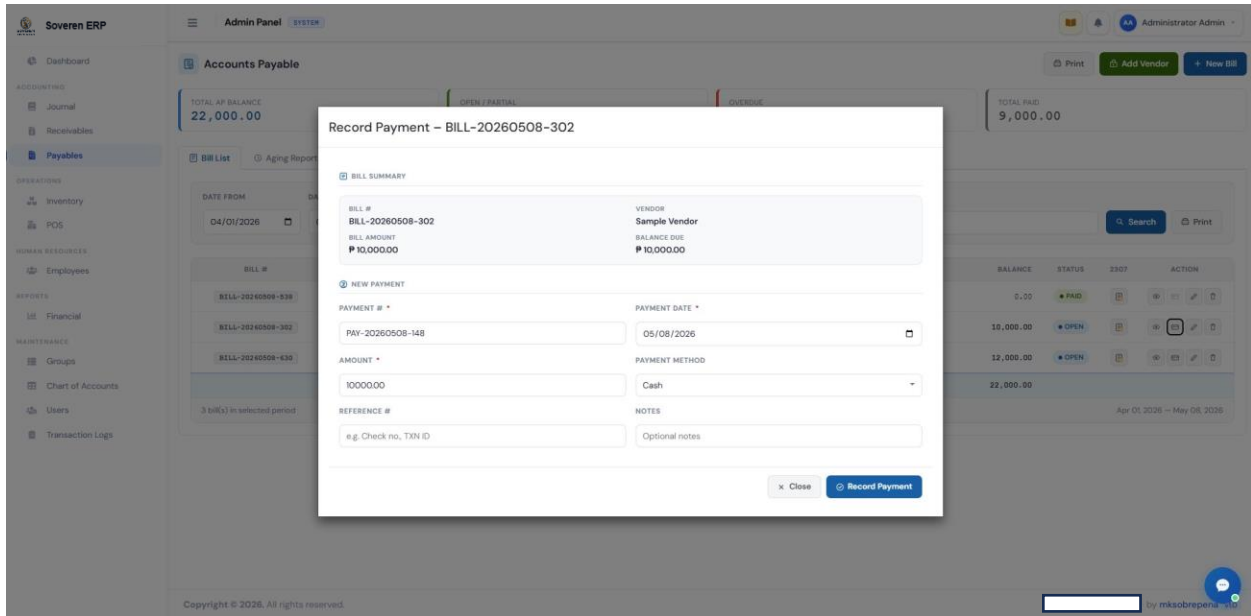 Soveren ERP
Admin Panel SYSTEM
AA Administrator Admin
Dashboard
Accounts Payable
Print
Add Vendor
+ New Bill
ACCOUNTING
Journal
Receivables
Payables
TOTAL AP BALANCE
22,000.00
OPEN / PARTIAL
OVERDUE
TOTAL PAID
9,000.00
Bill List
Aging Report
OPERATIONS
Inventory
POS
HUMAN RESOURCES
Employees
REPORTS
Financial
MAINTENANCE
Groups
Chart of Accounts
Users
Transaction Logs
DATE FROM
04/01/2026
Search
Print
BILL # BALANCE STATUS 2307 ACTION
0.00 PAID
BILL-20260508-302 10,000.00 OPEN
BILL-20260508-630 12,000.00 OPEN
22,000.00
3 bill(s) in selected period
Apr 01, 2026 — May 08, 2026
Record Payment – BILL-20260508-302
BILL SUMMARY
BILL #
BILL-20260508-302
VENDOR
Sample Vendor
BILL AMOUNT
₱ 10,000.00
BALANCE DUE
₱ 10,000.00
NEW PAYMENT
PAYMENT # *
PAY-20260508-148
PAYMENT DATE *
05/08/2026
AMOUNT *
10000.00
PAYMENT METHOD
Cash
REFERENCE #
e.g. Check no., TXN ID
NOTES
Optional notes
× Close
Record Payment
Copyright © 2026. All rights reserved.
by mksobrepena